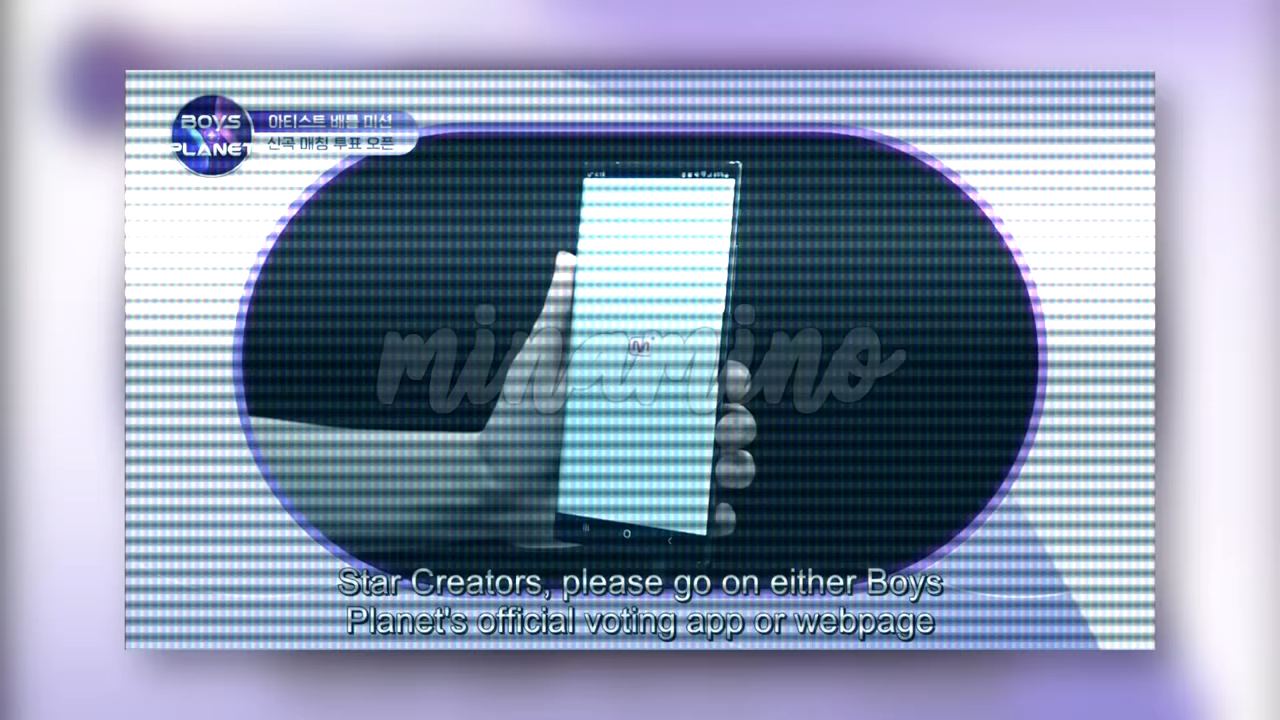 BOYS
PLANET
아티스트 배틀 미션
신곡 매칭 투표 오픈
minamino
Star Creators, please go on either Boys
Planet's official voting app or webpage